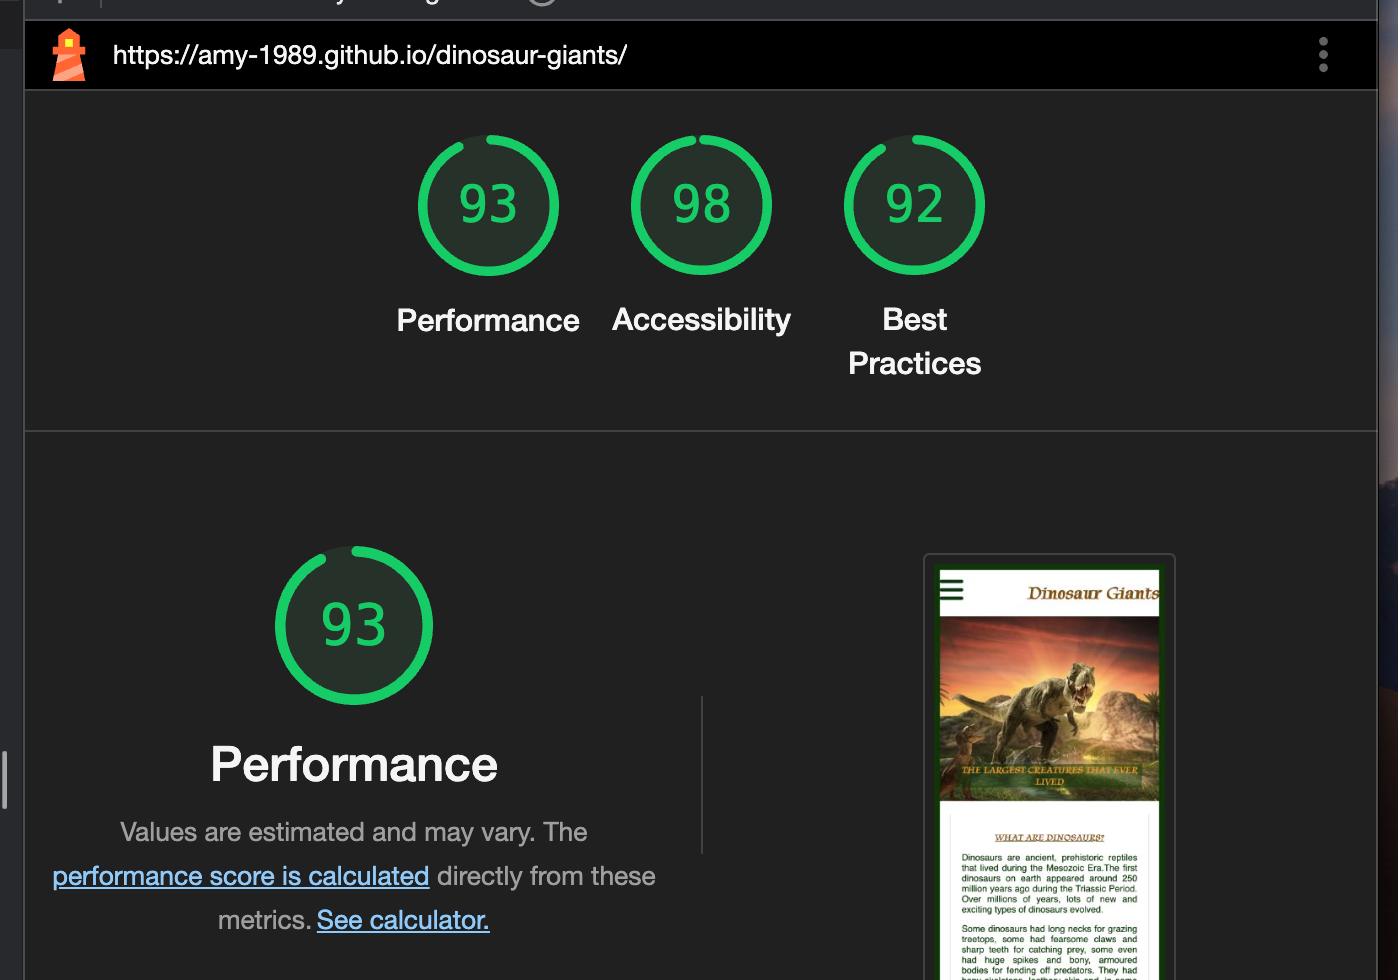 https://amy-1989.github.io/dinosaur-giants/
93
98
92
Performance
Accessibility
Best
Practices
93
Performance
Values are estimated and may vary. The
performance score is calculated directly from these
metrics. See calculator.
Dinosaur Giants
THE LARGEST CREATURES THAT EVER
LIVED
WHAT ARE DINOSAURS?
Dinosaurs are ancient, prehistoric reptiles
that lived during the Mesozoic Era.The first
dinosaurs on earth appeared around 250
million years ago during the Triassic Period.
Over millions of years, lots of new and
exciting types of dinosaurs evolved.
Some dinosaurs had long necks for grazing
treetops, some had fearsome claws and
sharp teeth for catching prey, some even
had huge spikes and bony, armoured
bodies for fending off predators. They had